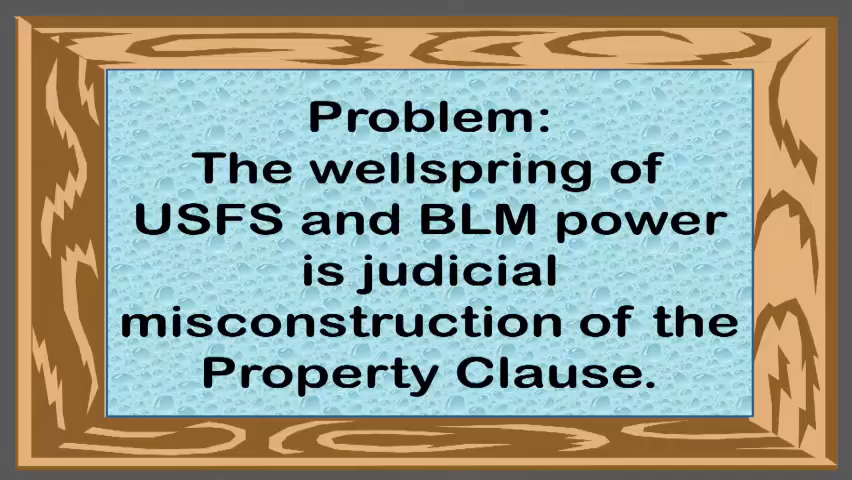 Problem:
The wellspring of
USFS and BLM power
is judicial
misconstruction of the
Property Clause.